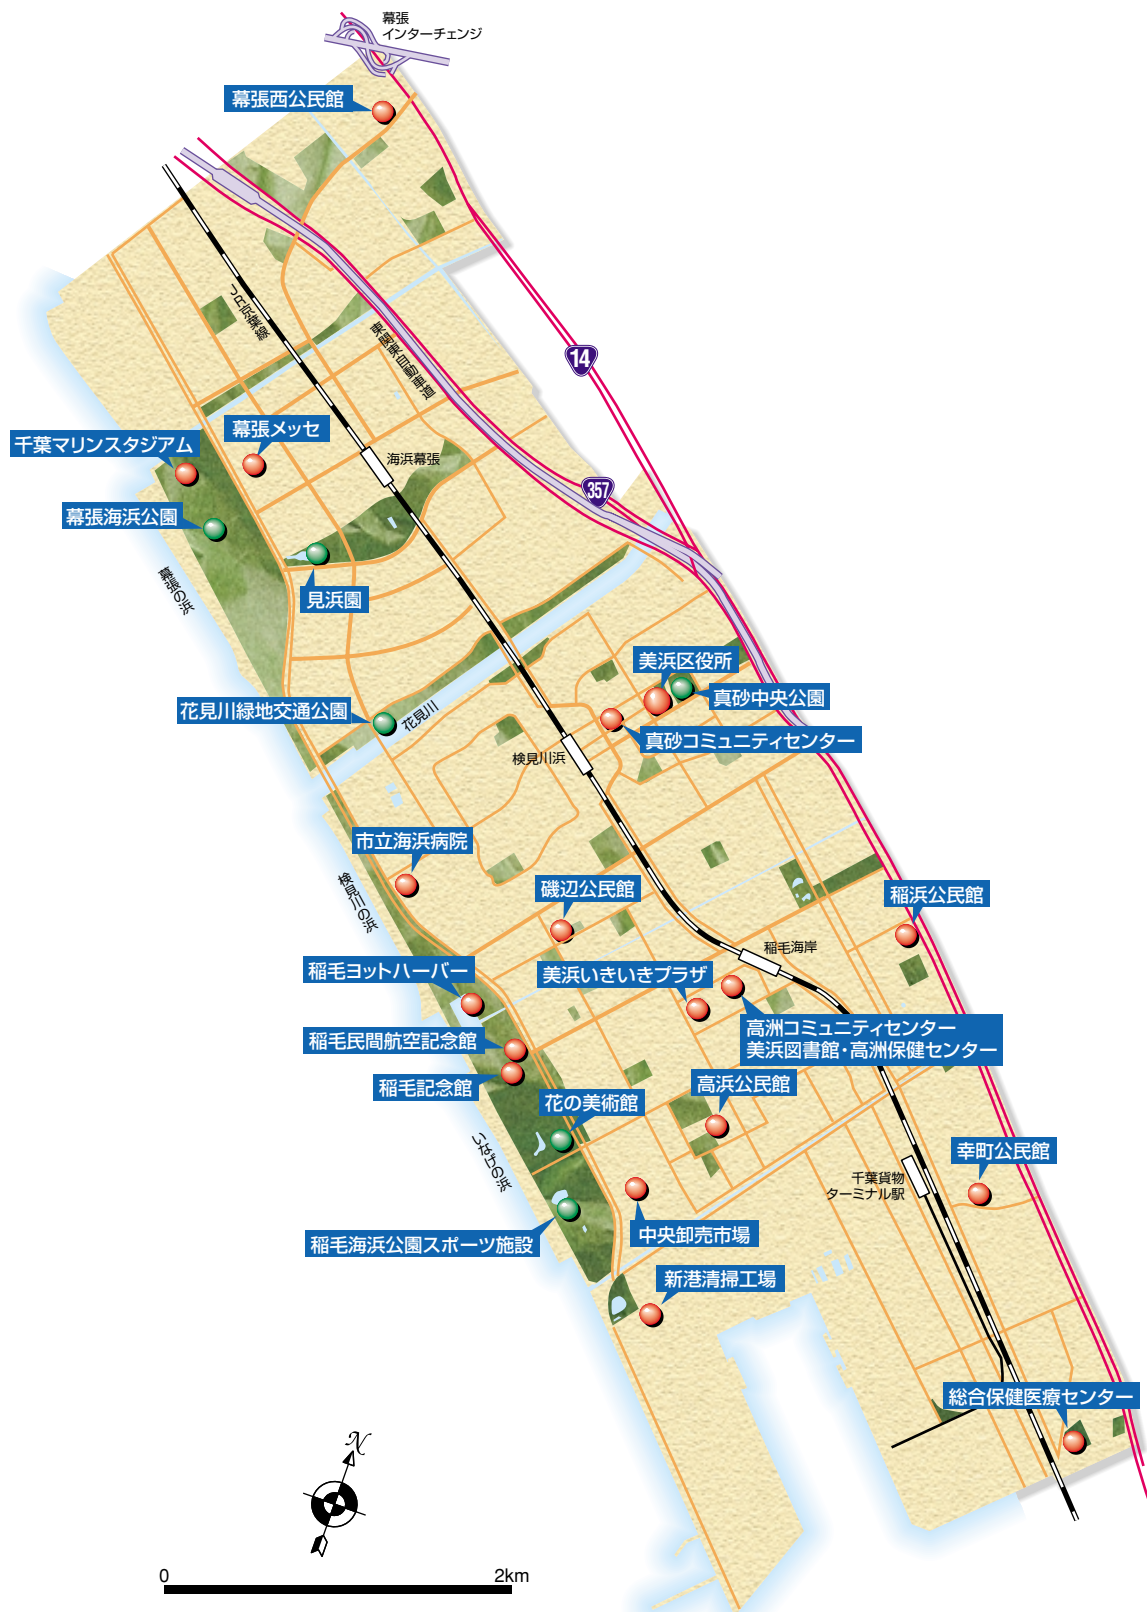 幕張
インターチェンジ
幕張西公民館
JR京葉線
東関東自動車道
14
幕張メッセ
千葉マリンスタジアム
海浜幕張
357
幕張海浜公園
幕張の浜
見浜園
美浜区役所
真砂中央公園
花見川緑地交通公園
花見川
真砂コミュニティセンター
検見川浜
市立海浜病院
検見川の浜
磯辺公民館
稲浜公民館
稲毛海岸
稲毛ヨットハーバー
美浜いきいきプラザ
高洲コミュニティセンター
美浜図書館・高洲保健センター
稲毛民間航空記念館
稲毛記念館
高浜公民館
花の美術館
いなげの浜
幸町公民館
千葉貨物
ターミナル駅
中央卸売市場
稲毛海浜公園スポーツ施設
新港清掃工場
総合保健医療センター
N
0
2km